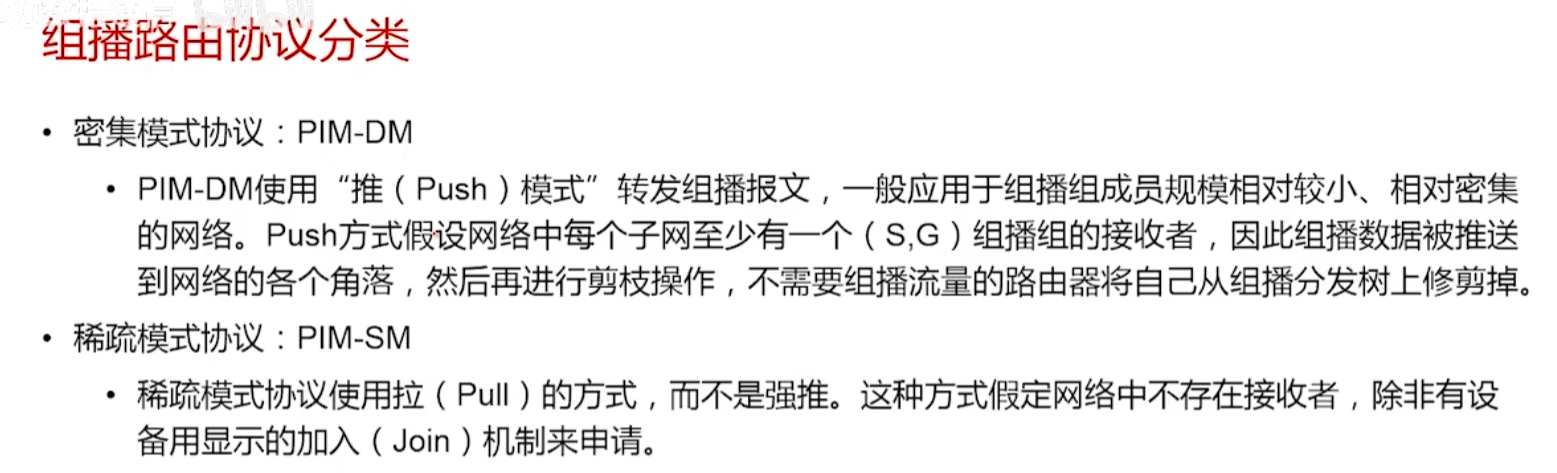 组播路由协议分类
• 密集模式协议：PIM-DM
• PIM-DM使用“推（Push）模式”转发组播报文，一般应用于组播组成员规模相对较小、相对密集
的网络。Push方式假设网络中每个子网至少有一个（S,G）组播组的接收者，因此组播数据被推送
到网络的各个角落，然后再进行剪枝操作，不需要组播流量的路由器将自己从组播分发树上修剪掉。
• 稀疏模式协议：PIM-SM
• 稀疏模式协议使用拉（Pull）的方式，而不是强推。这种方式假定网络中不存在接收者，除非有设
备用显示的加入（Join）机制来申请。